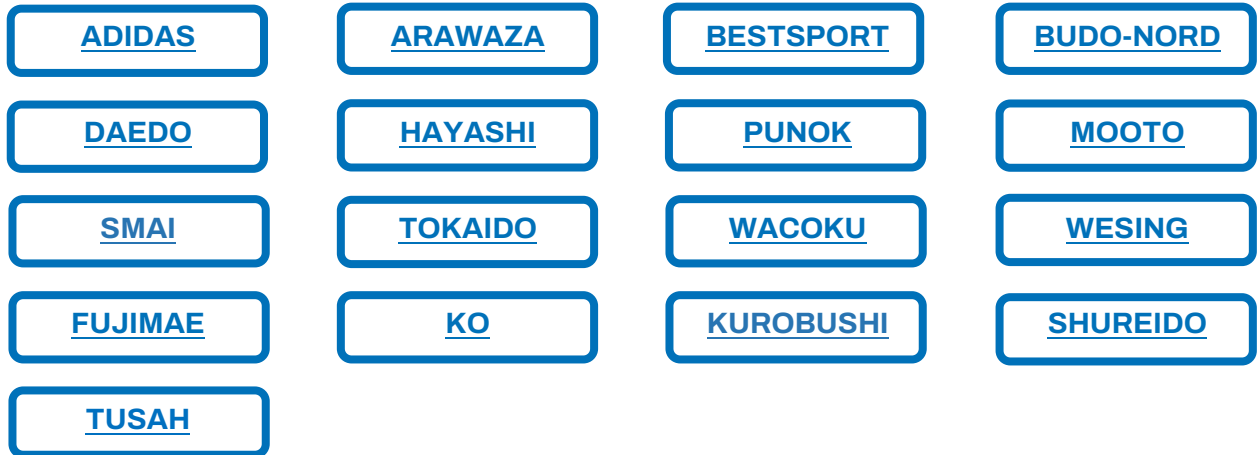 ADIDAS ARAWAZA BESTSPORT BUDO-NORD
DAEDO HAYASHI PUNOK MOOTO
SMAI TOKAIDO WACOKU WESING
FUJIMAE KO KUROBUSHI SHUREIDO
TUSAH